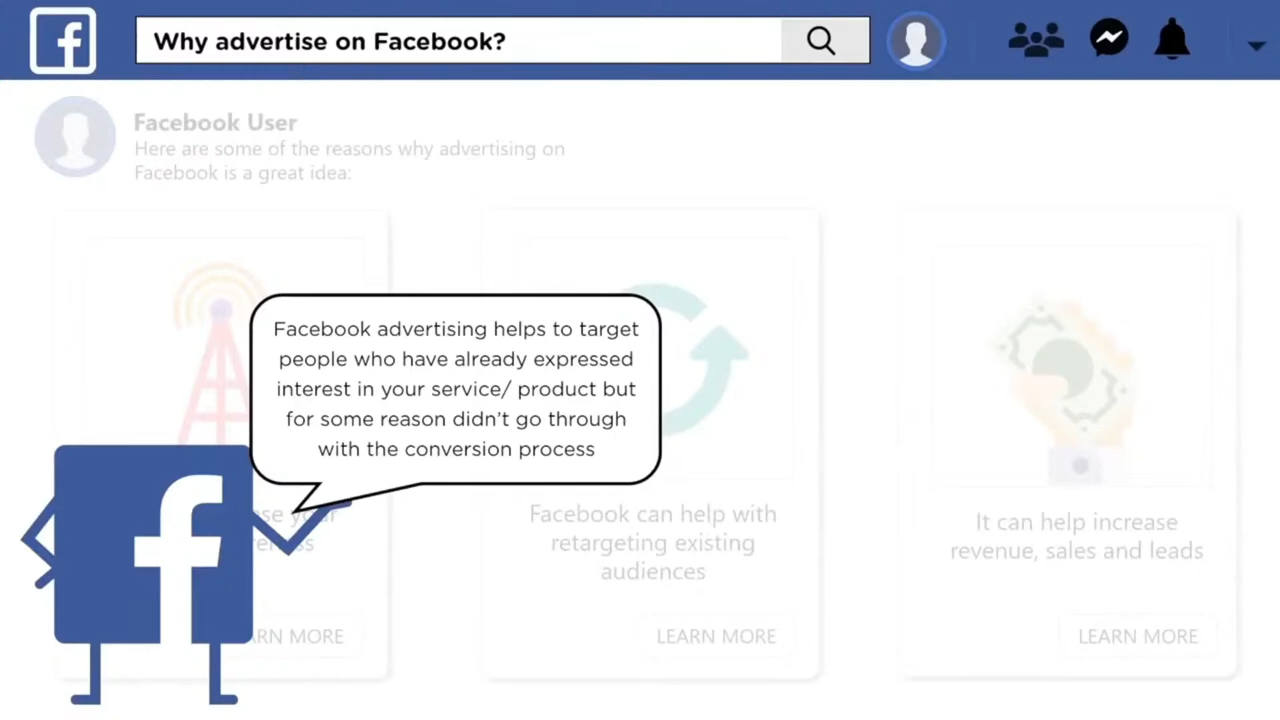 Why advertise on Facebook?
Facebook User
Here are some of the reasons why advertising on
Facebook is a great idea:
Facebook advertising helps to target
people who have already expressed
interest in your service/ product but
for some reason didn't go through
with the conversion process
Facebook can help with
retargeting existing
audiences
LEARN MORE
It can help increase
revenue, sales and leads
LEARN MORE
MORE